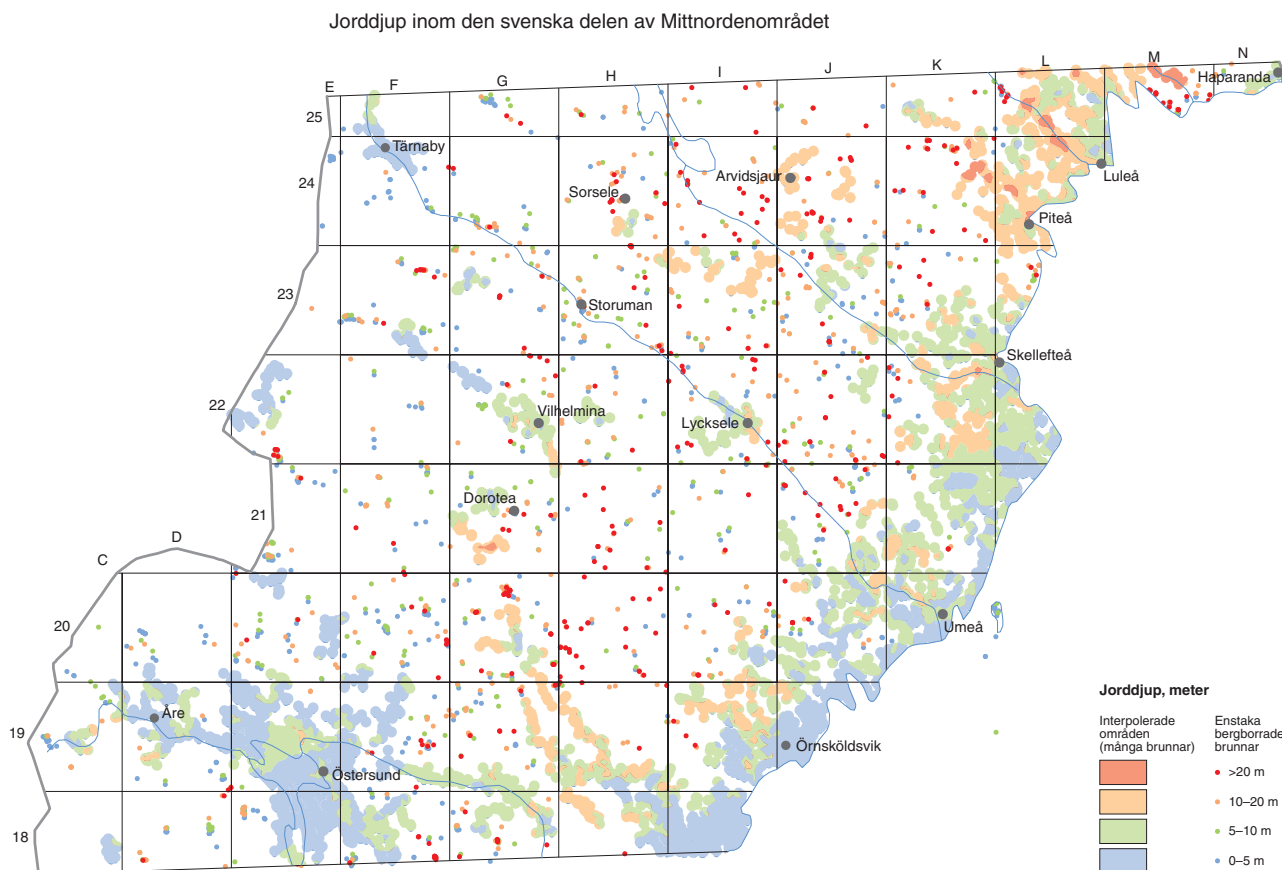 Jorddjup inom den svenska delen av Mittnordenområdet
E
F
G
H
I
J
K
L
M
N
25
24
23
22
21
C
D
20
19
18
Haparanda
Tärnaby
Arvidsjaur
Luleå
Sorsele
Piteå
Storuman
Skellefteå
Vilhelmina
Lycksele
Dorotea
Umeå
Åre
Örnsköldsvik
Östersund
Jorddjup, meter
Interpolerade
områden
(många brunnar)
Enstaka
bergborrade
brunnar
>20 m
10–20 m
5–10 m
0–5 m